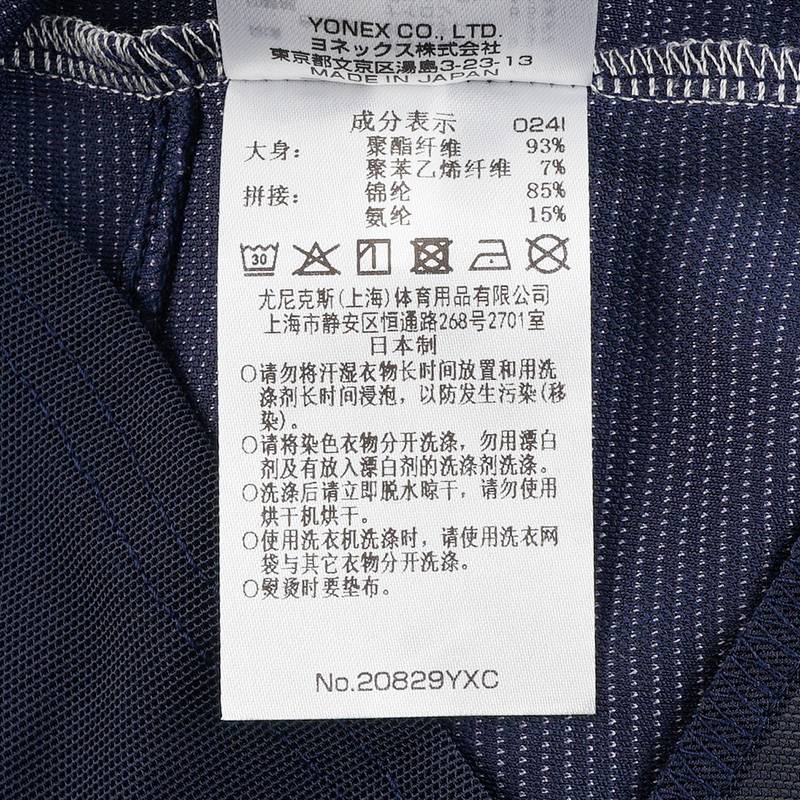 YONEX CO., LTD.
ヨネックス株式会社
東京都文京区湯島3-23-13
MADE IN JAPAN
成分表示 0241
大身: 聚酯纤维 93%
聚苯乙烯纤维 7%
拼接: 锦纶 85%
氨纶 15%
30
尤尼克斯(上海)体育用品有限公司
上海市静安区恒通路268号2701室
日本制
○请勿将汗湿衣物长时间放置和用洗
涤剂长时间浸泡，以防发生污染(移
染)。
○请将染色衣物分开洗涤，勿用漂白
剂及有放入漂白剂的洗涤剂洗涤。
○洗涤后请立即脱水晾干，请勿使用
烘干机烘干。
○使用洗衣机洗涤时，请使用洗衣网
袋与其它衣物分开洗涤。
○熨烫时要垫布。
No.20829YXC